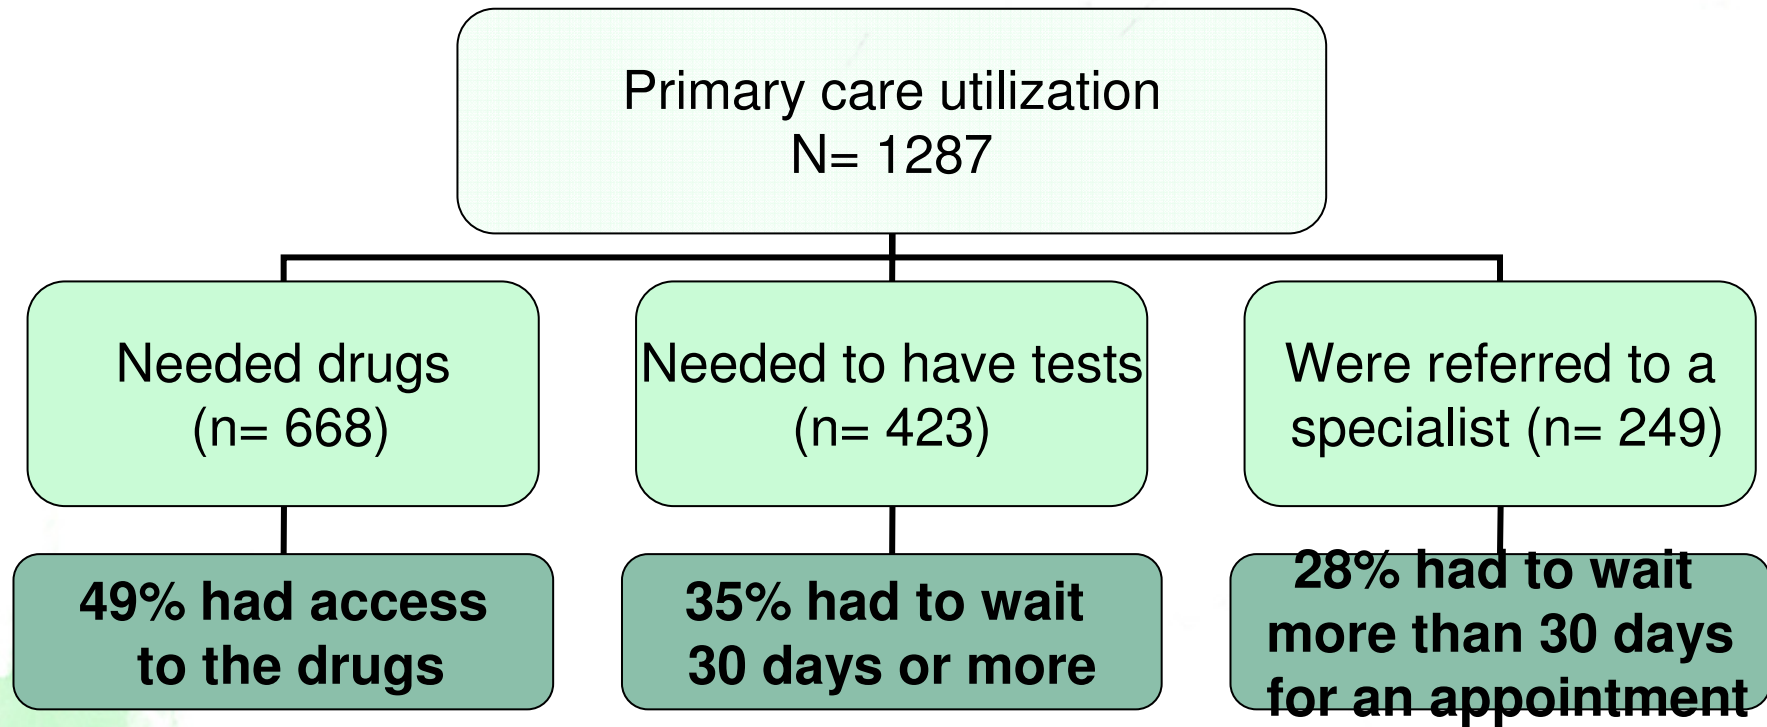 Primary care utilization
N= 1287
Needed drugs
(n= 668)
Needed to have tests
(n= 423)
Were referred to a
specialist (n= 249)
49% had access
to the drugs
35% had to wait
30 days or more
28% had to wait
more than 30 days
for an appointment